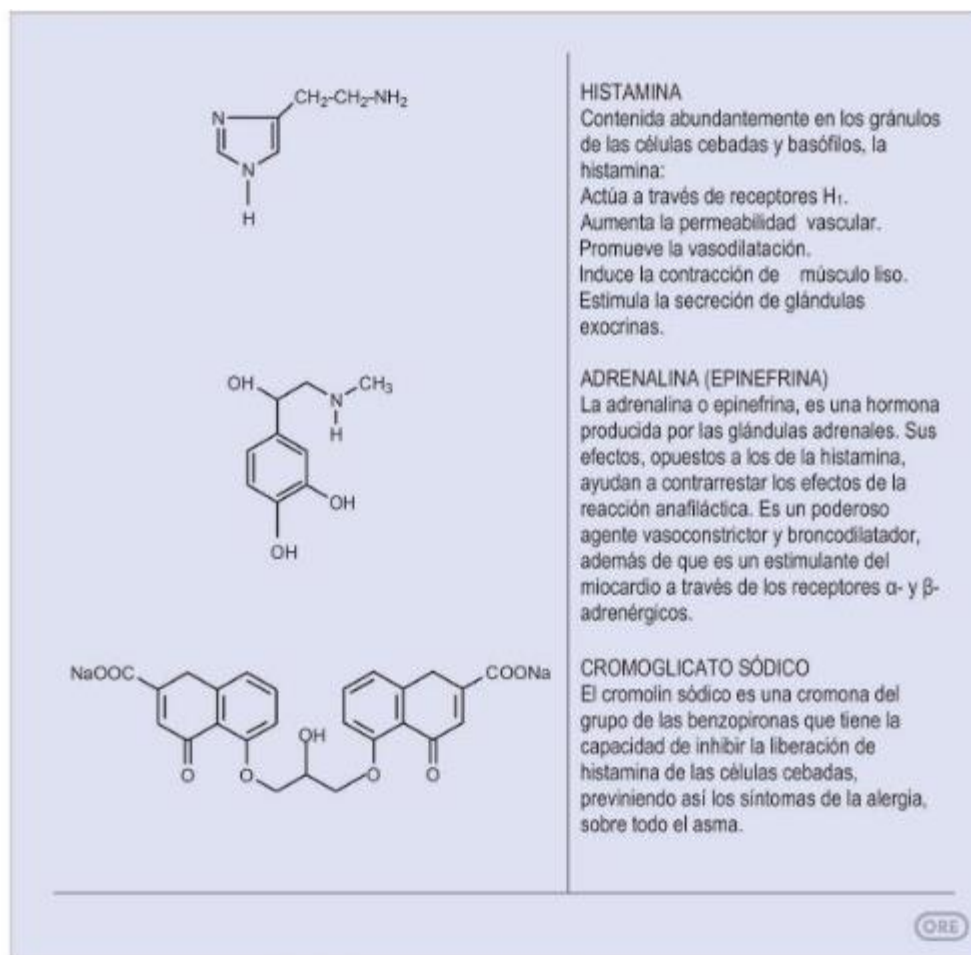 CH₂-CH₂-NH₂
N
N
H
HISTAMINA
Contenida abundantemente en los gránulos
de las células cebadas y basófilos, la
histamina:
Actúa a través de receptores H₁.
Aumenta la permeabilidad vascular.
Promueve la vasodilatación.
Induce la contracción de músculo liso.
Estimula la secreción de glándulas
exocrinas.
OH
CH₃
N
H
OH
OH
ADRENALINA (EPINEFRINA)
La adrenalina o epinefrina, es una hormona
producida por las glándulas adrenales. Sus
efectos, opuestos a los de la histamina,
ayudan a contrarrestar los efectos de la
reacción anafiláctica. Es un poderoso
agente vasoconstrictor y broncodilatador,
además de que es un estimulante del
miocardio a través de los receptores α- y β-
adrenérgicos.
NaOOC
COONa
OH
O
O
O
O
CROMOGLICATO SÓDICO
El cromolin sódico es una cromona del
grupo de las benzopironas que tiene la
capacidad de inhibir la liberación de
histamina de las células cebadas,
previniendo así los síntomas de la alergia,
sobre todo el asma.
ORE